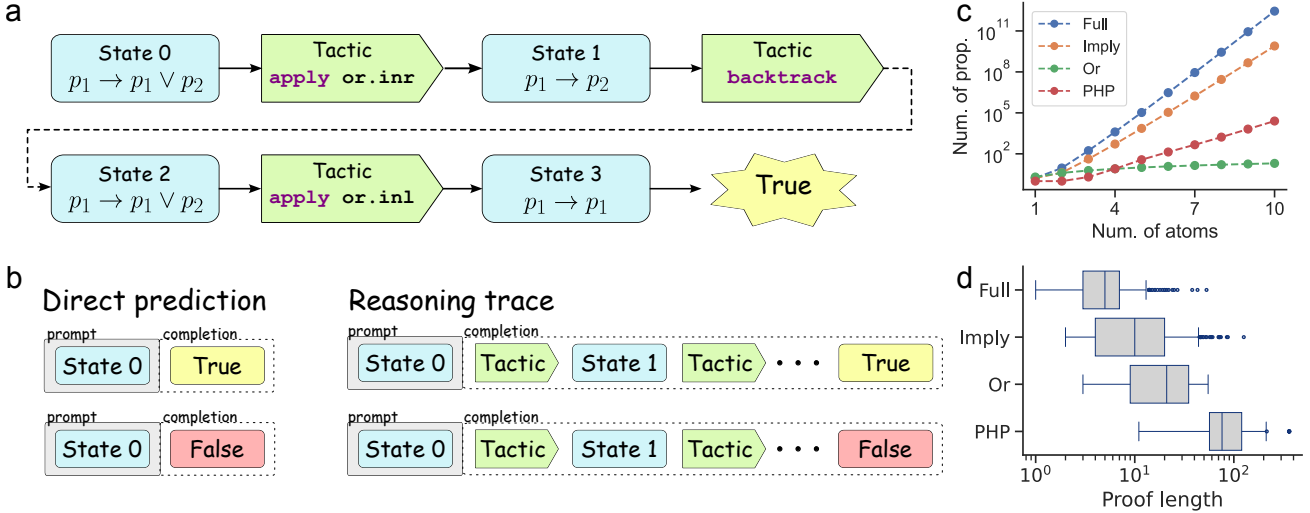 a
State 0
p₁ → p₁ ∨ p₂
Tactic
apply or.inr
State 1
p₁ → p₂
Tactic
backtrack
State 2
p₁ → p₁ ∨ p₂
Tactic
apply or.inl
State 3
p₁ → p₁
True
b
Direct prediction
prompt
completion
State 0
True
prompt
completion
State 0
False
Reasoning trace
prompt
completion
State 0
Tactic
State 1
Tactic
• • •
True
prompt
completion
State 0
Tactic
State 1
Tactic
• • •
False
c
Num. of prop.
10¹¹
10⁸
10⁵
10²
Full
Imply
Or
PHP
1
4
7
10
Num. of atoms
d
Full
Imply
Or
PHP
10⁰
10¹
10²
Proof length